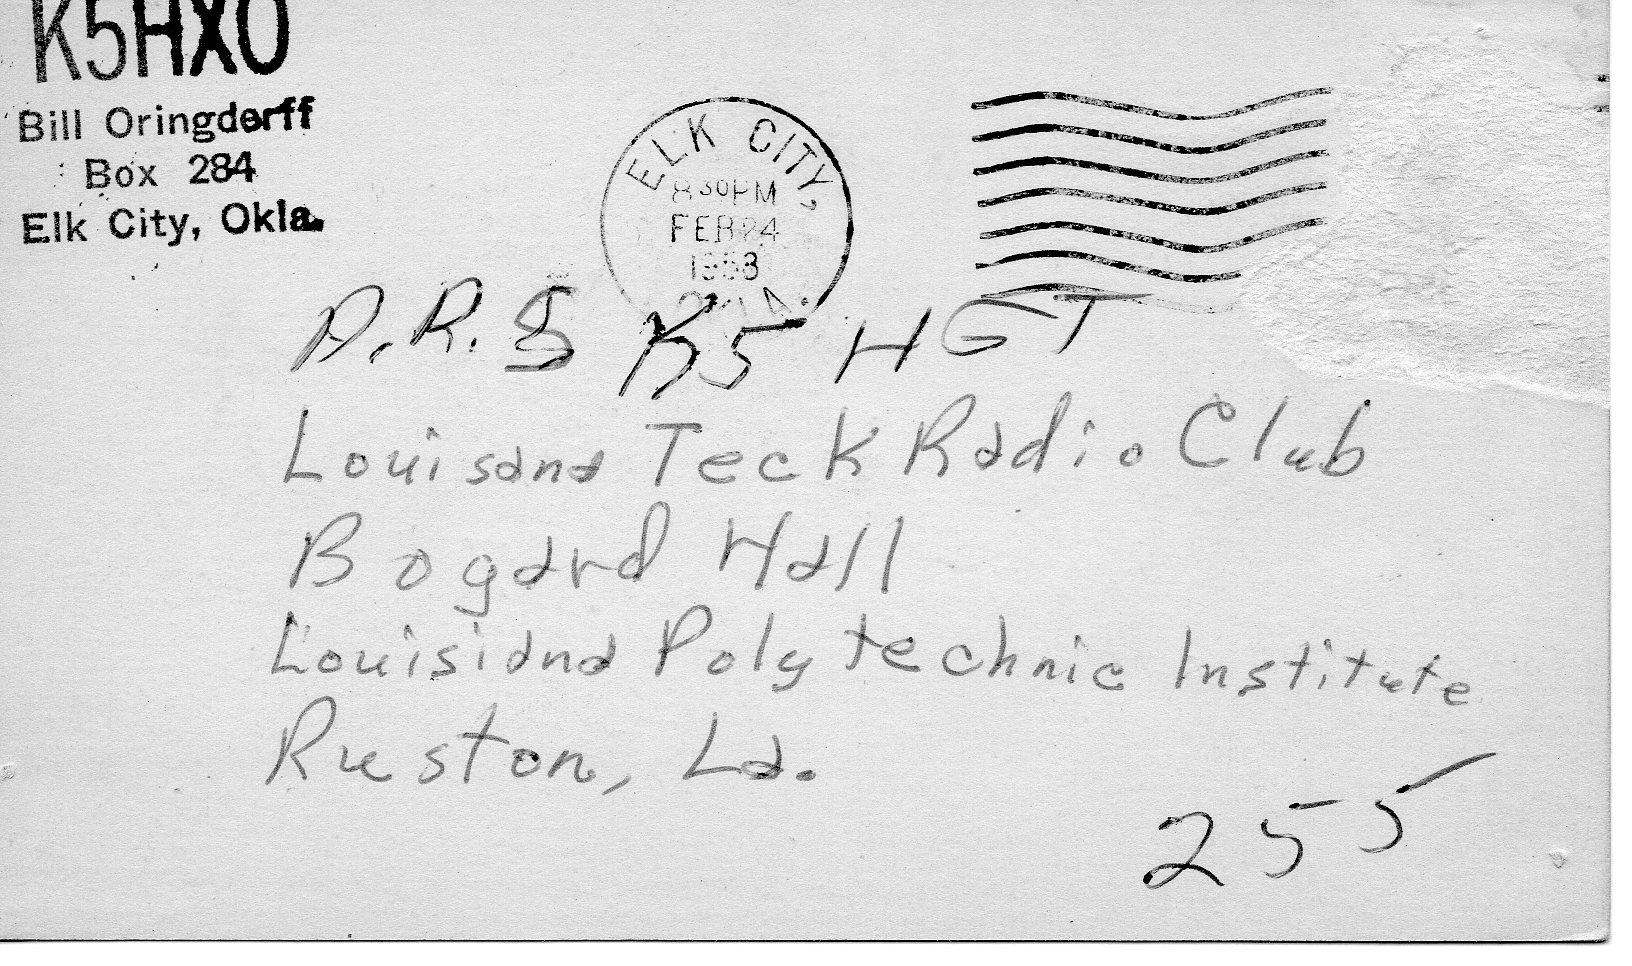 K5HXO
Bill Oringderff
Box 284
Elk City, Okla.
ELK CITY,
8 30 PM
FEB 24
1958
OKLA.
A.R.S K5HGT
Louisana Teck Radio Club
Bogard Hall
Louisiana Polytechnic Institute
Ruston, La.
255